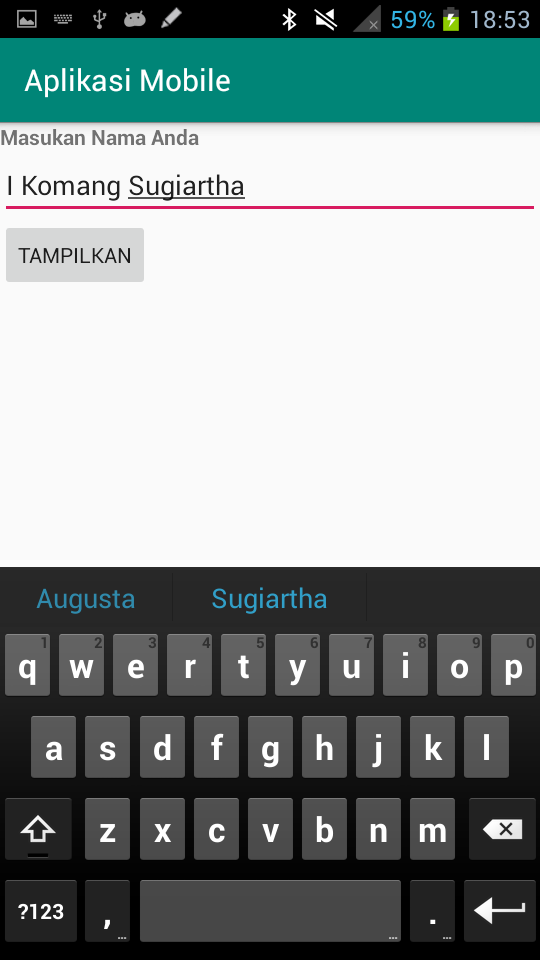 59% 18:53
Aplikasi Mobile
Masukan Nama Anda
I Komang Sugiartha
TAMPILKAN
Augusta Sugiartha
1 2 3 4 5 6 7 8 9 0
q w e r t y u i o p
a s d f g h j k l
z x c v b n m
?123 , ... ... . ...